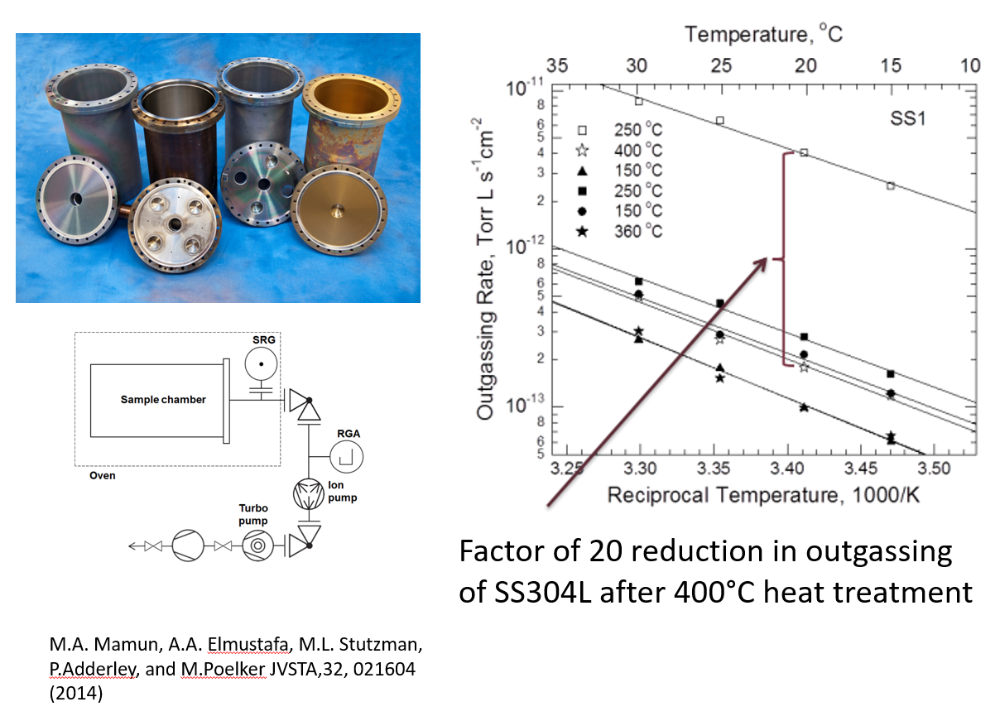 Temperature, °C
35 30 25 20 15 10
SS1
Outgassing Rate, Torr L s⁻¹cm⁻²
10⁻¹¹
8
6
5
4
3
2
10⁻¹²
8
6
5
4
3
2
10⁻¹³
8
6
5
250 °C
400 °C
150 °C
250 °C
150 °C
360 °C
3.25 3.30 3.35 3.40 3.45 3.50
Reciprocal Temperature, 1000/K
SRG
Sample chamber
RGA
Oven
Ion
pump
Turbo
pump
Factor of 20 reduction in outgassing
of SS304L after 400°C heat treatment
M.A. Mamun, A.A. Elmustafa, M.L. Stutzman,
P.Adderley, and M.Poelker JVSTA,32, 021604
(2014)